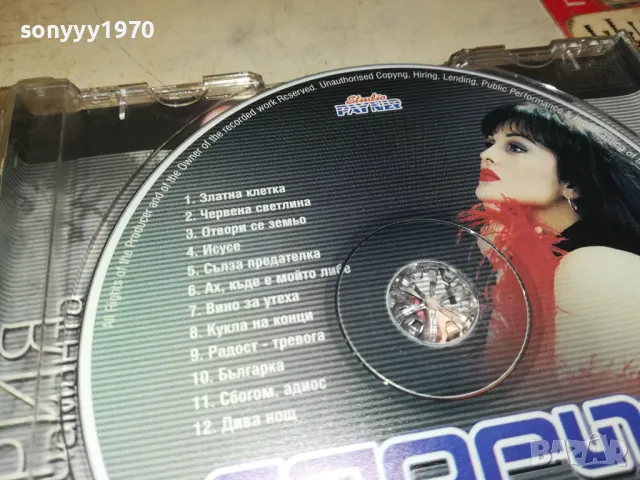 sonyyy1970
All Rights of the Producer and of the Owner of the recorded work Reserved. Unauthorised Copyng, Hiring, Lending, Public Performance &
Studio
PAYNER
1. Златна клетка
2. Червена светлина
3. Отвори се земьо
4. Исусе
5. Сълза предателка
6. Ах, къде е мойто либе
7. Вино за утеха
8. Кукла на конци
9. Радост - тревога
10. Българка
11. Сбогом, адиос
12. Дива нощ
BAZAR
bg